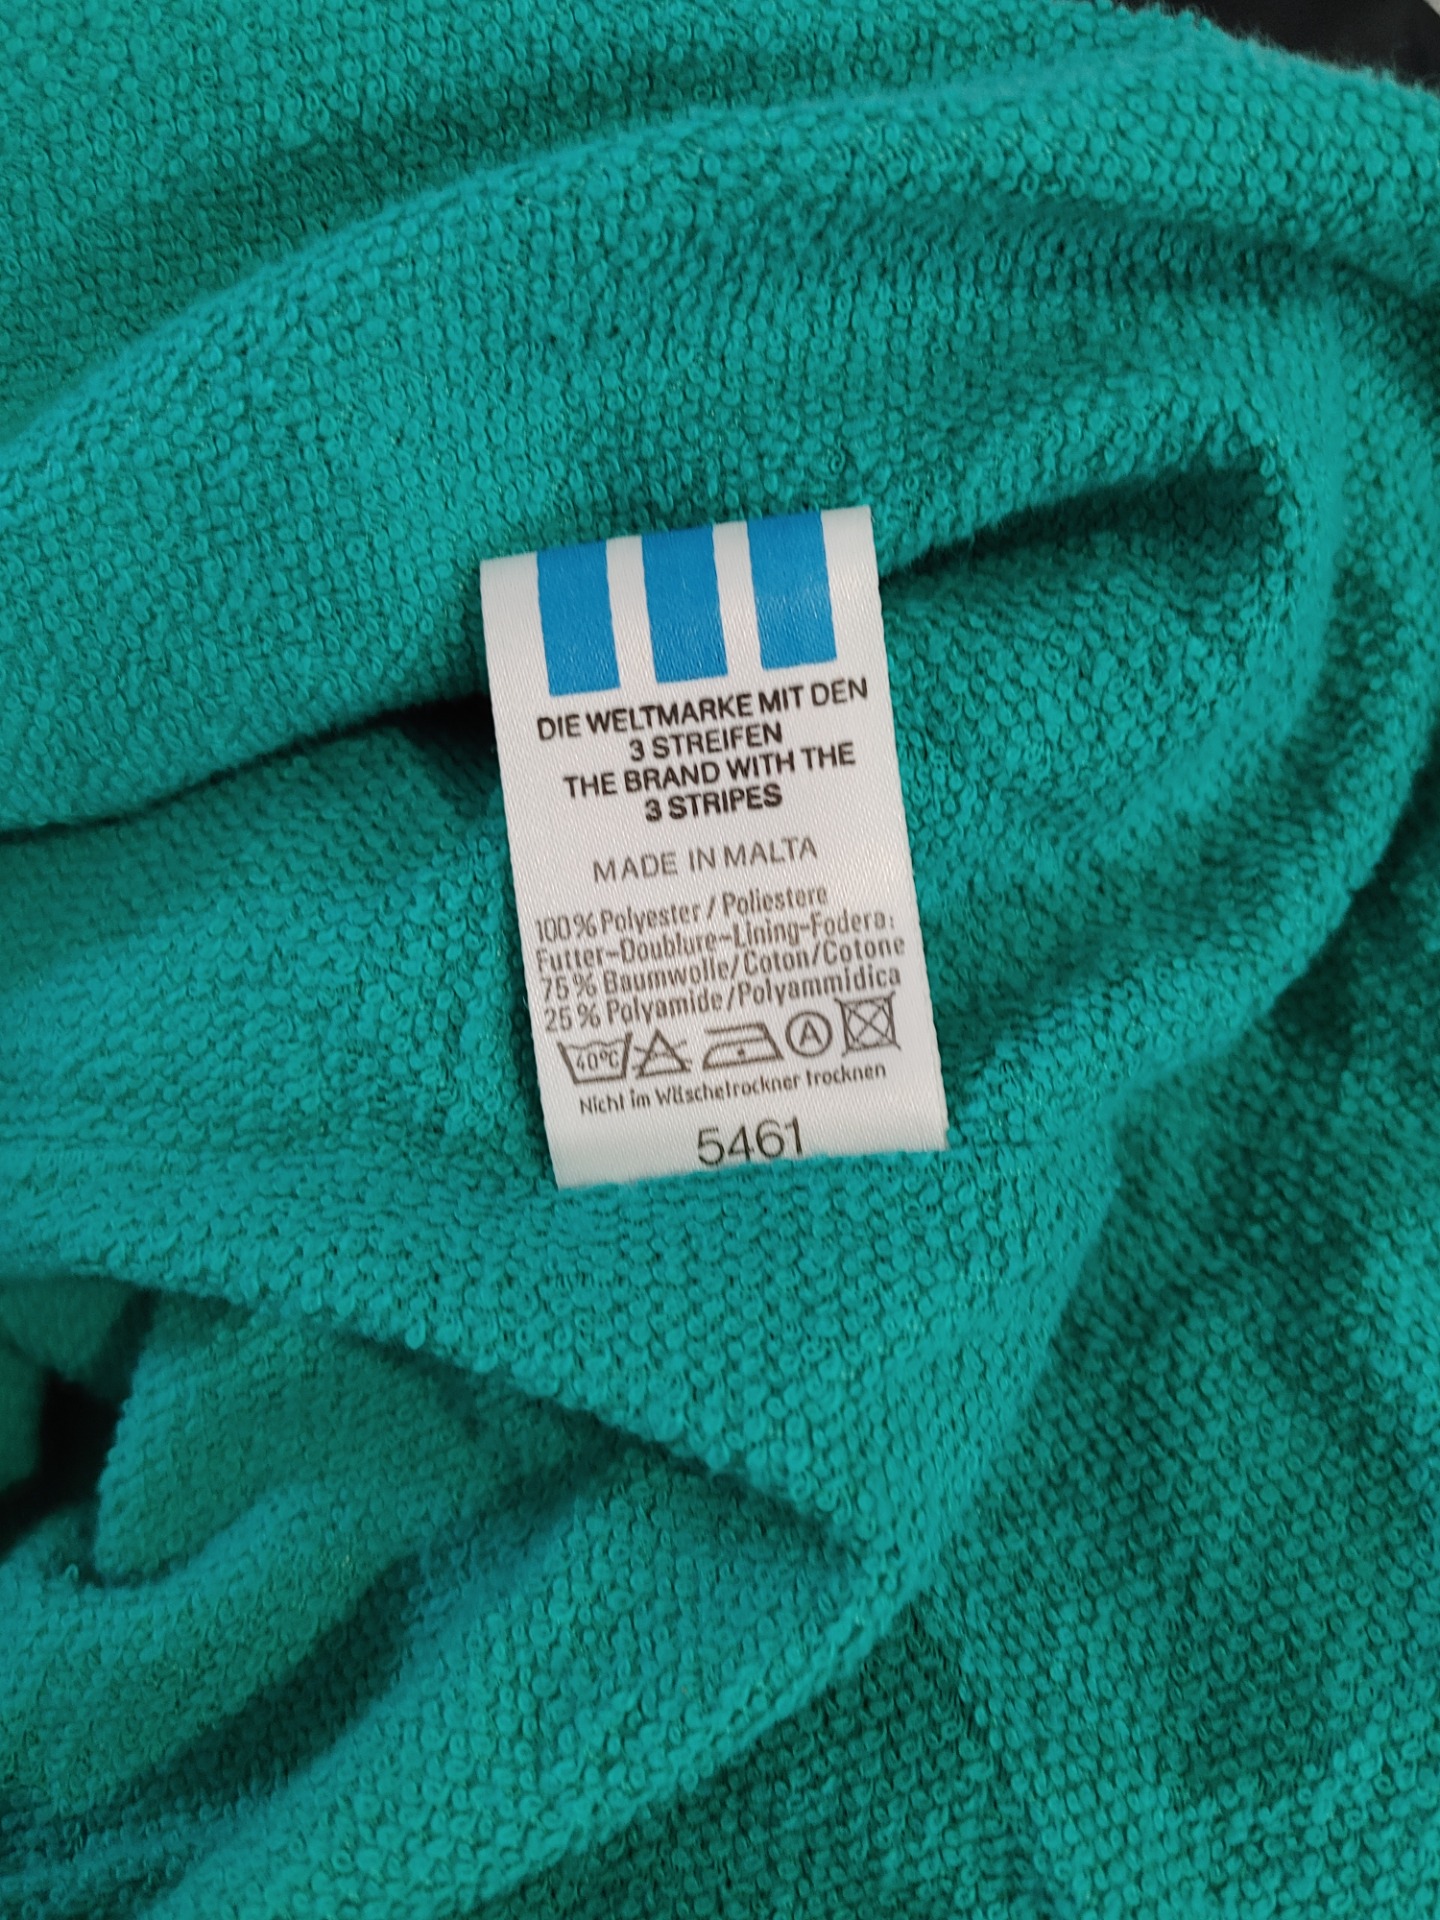 DIE WELTMARKE MIT DEN
3 STREIFEN
THE BRAND WITH THE
3 STRIPES
MADE IN MALTA
100% Polyester / Poliestere
Futter-Doublure-Lining-Fodera:
75% Baumwolle/Coton/Cotone
25% Polyamide/Polyammidica
40°C A
Nicht im Wäschetrockner trocknen
5461